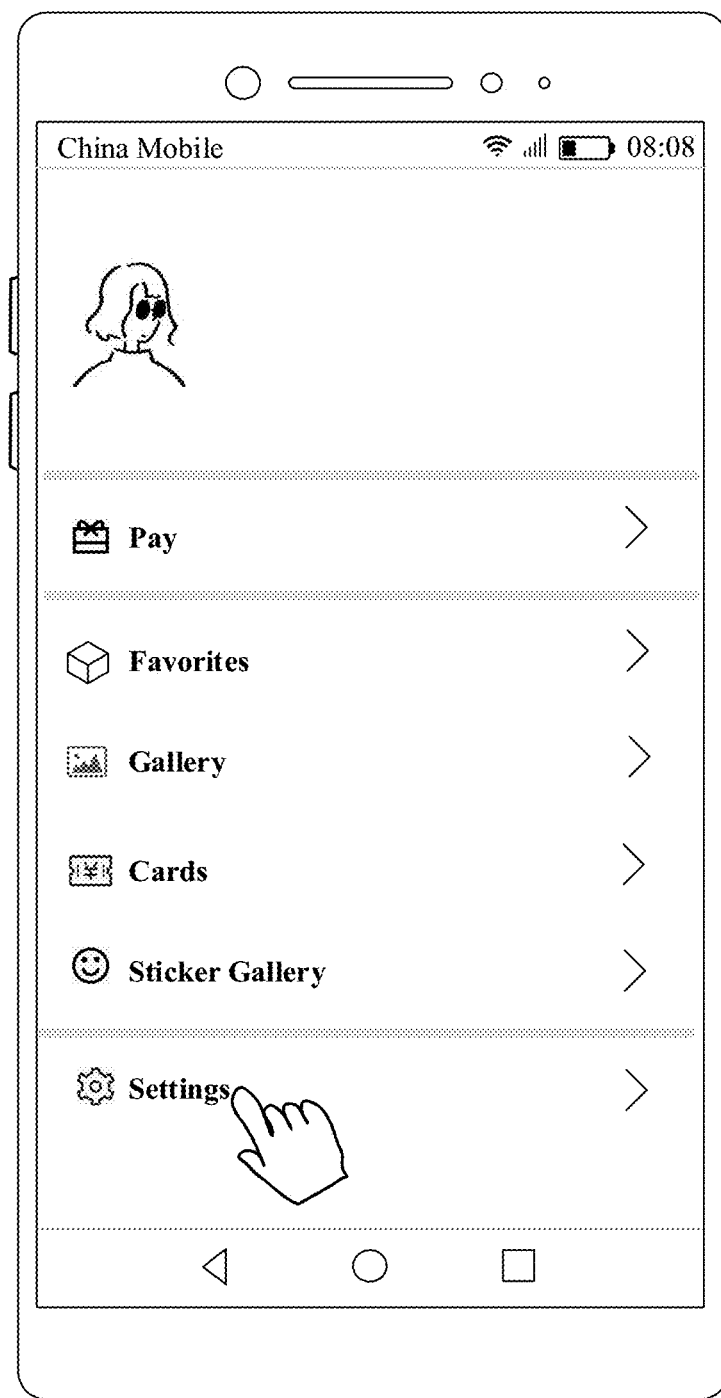 China Mobile 08:08
Pay
Favorites
Gallery
¥ Cards
Sticker Gallery
Settings